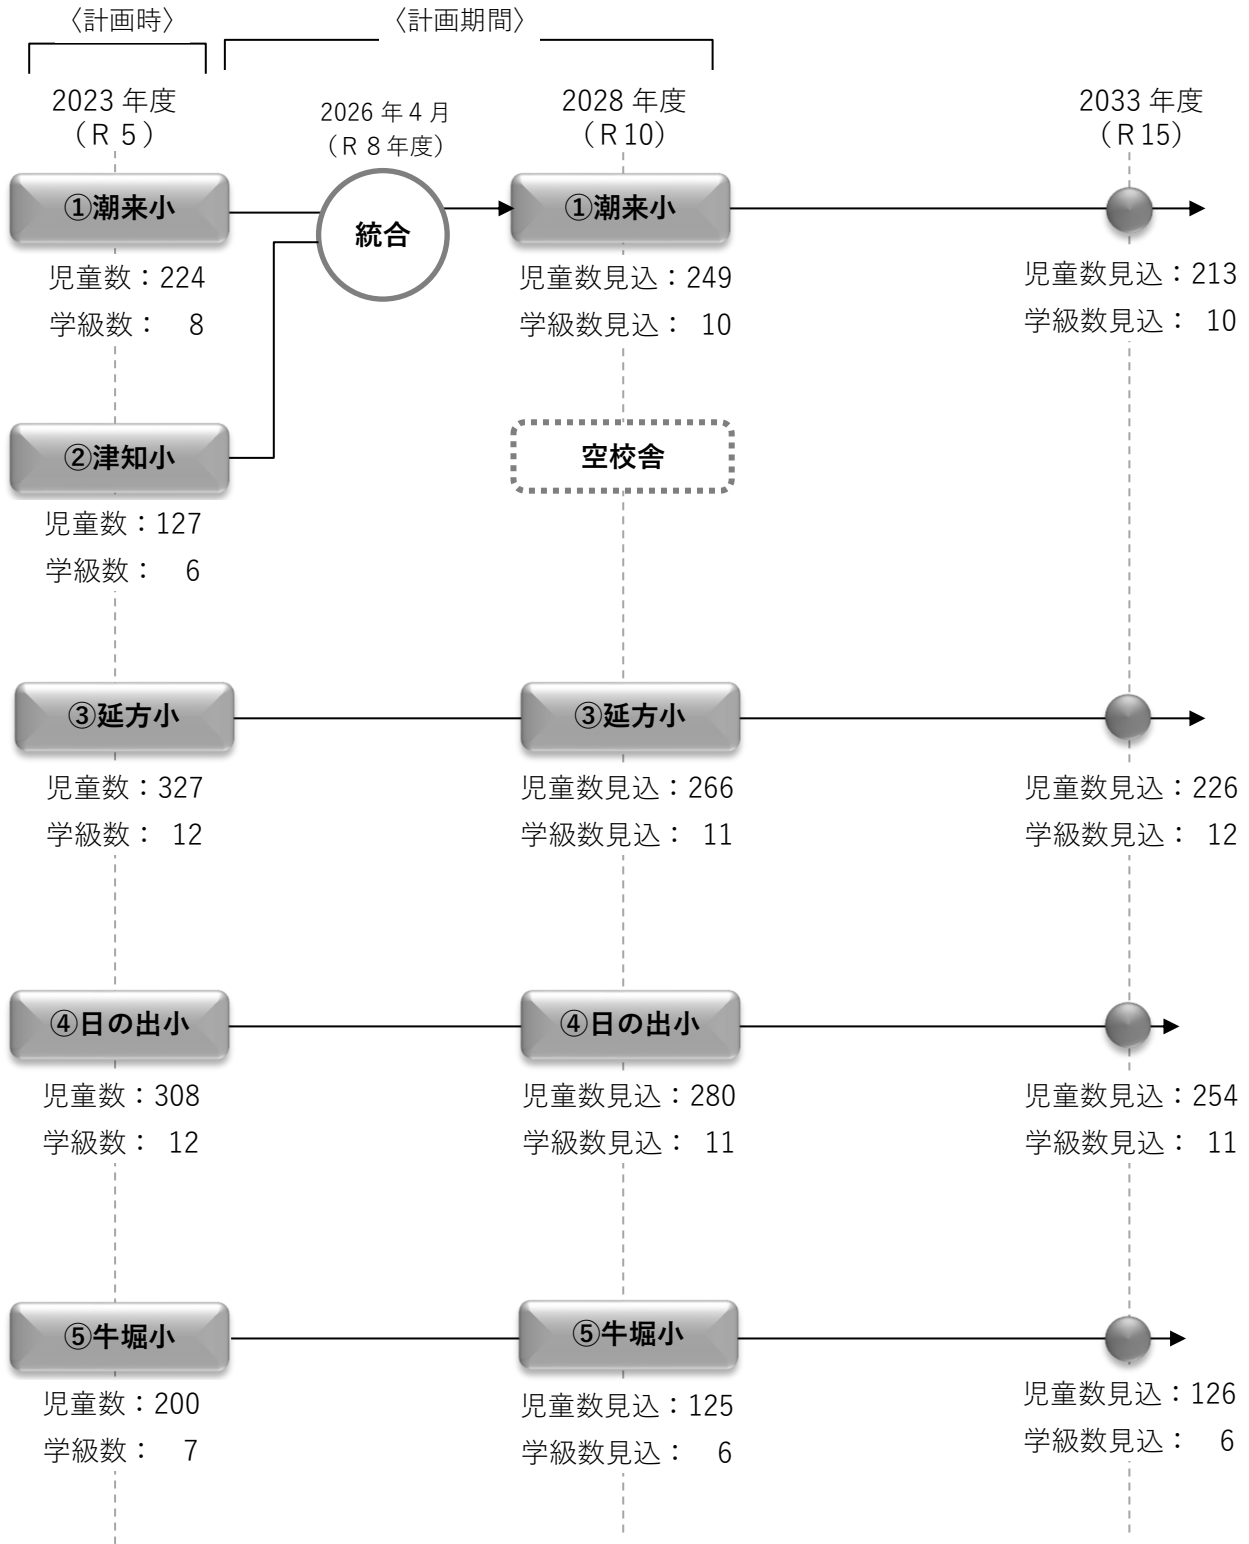 〈計画時〉
〈計画期間〉
2023 年度
（R 5）
2026 年 4 月
（R 8 年度）
2028 年度
（R10）
2033 年度
（R15）
①潮来小
統合
①潮来小
児童数：224
学級数： 8
児童数見込：249
学級数見込： 10
児童数見込：213
学級数見込： 10
②津知小
空校舎
児童数：127
学級数： 6
③延方小
③延方小
児童数：327
学級数： 12
児童数見込：266
学級数見込： 11
児童数見込：226
学級数見込： 12
④日の出小
④日の出小
児童数：308
学級数： 12
児童数見込：280
学級数見込： 11
児童数見込：254
学級数見込： 11
⑤牛堀小
⑤牛堀小
児童数：200
学級数： 7
児童数見込：125
学級数見込： 6
児童数見込：126
学級数見込： 6